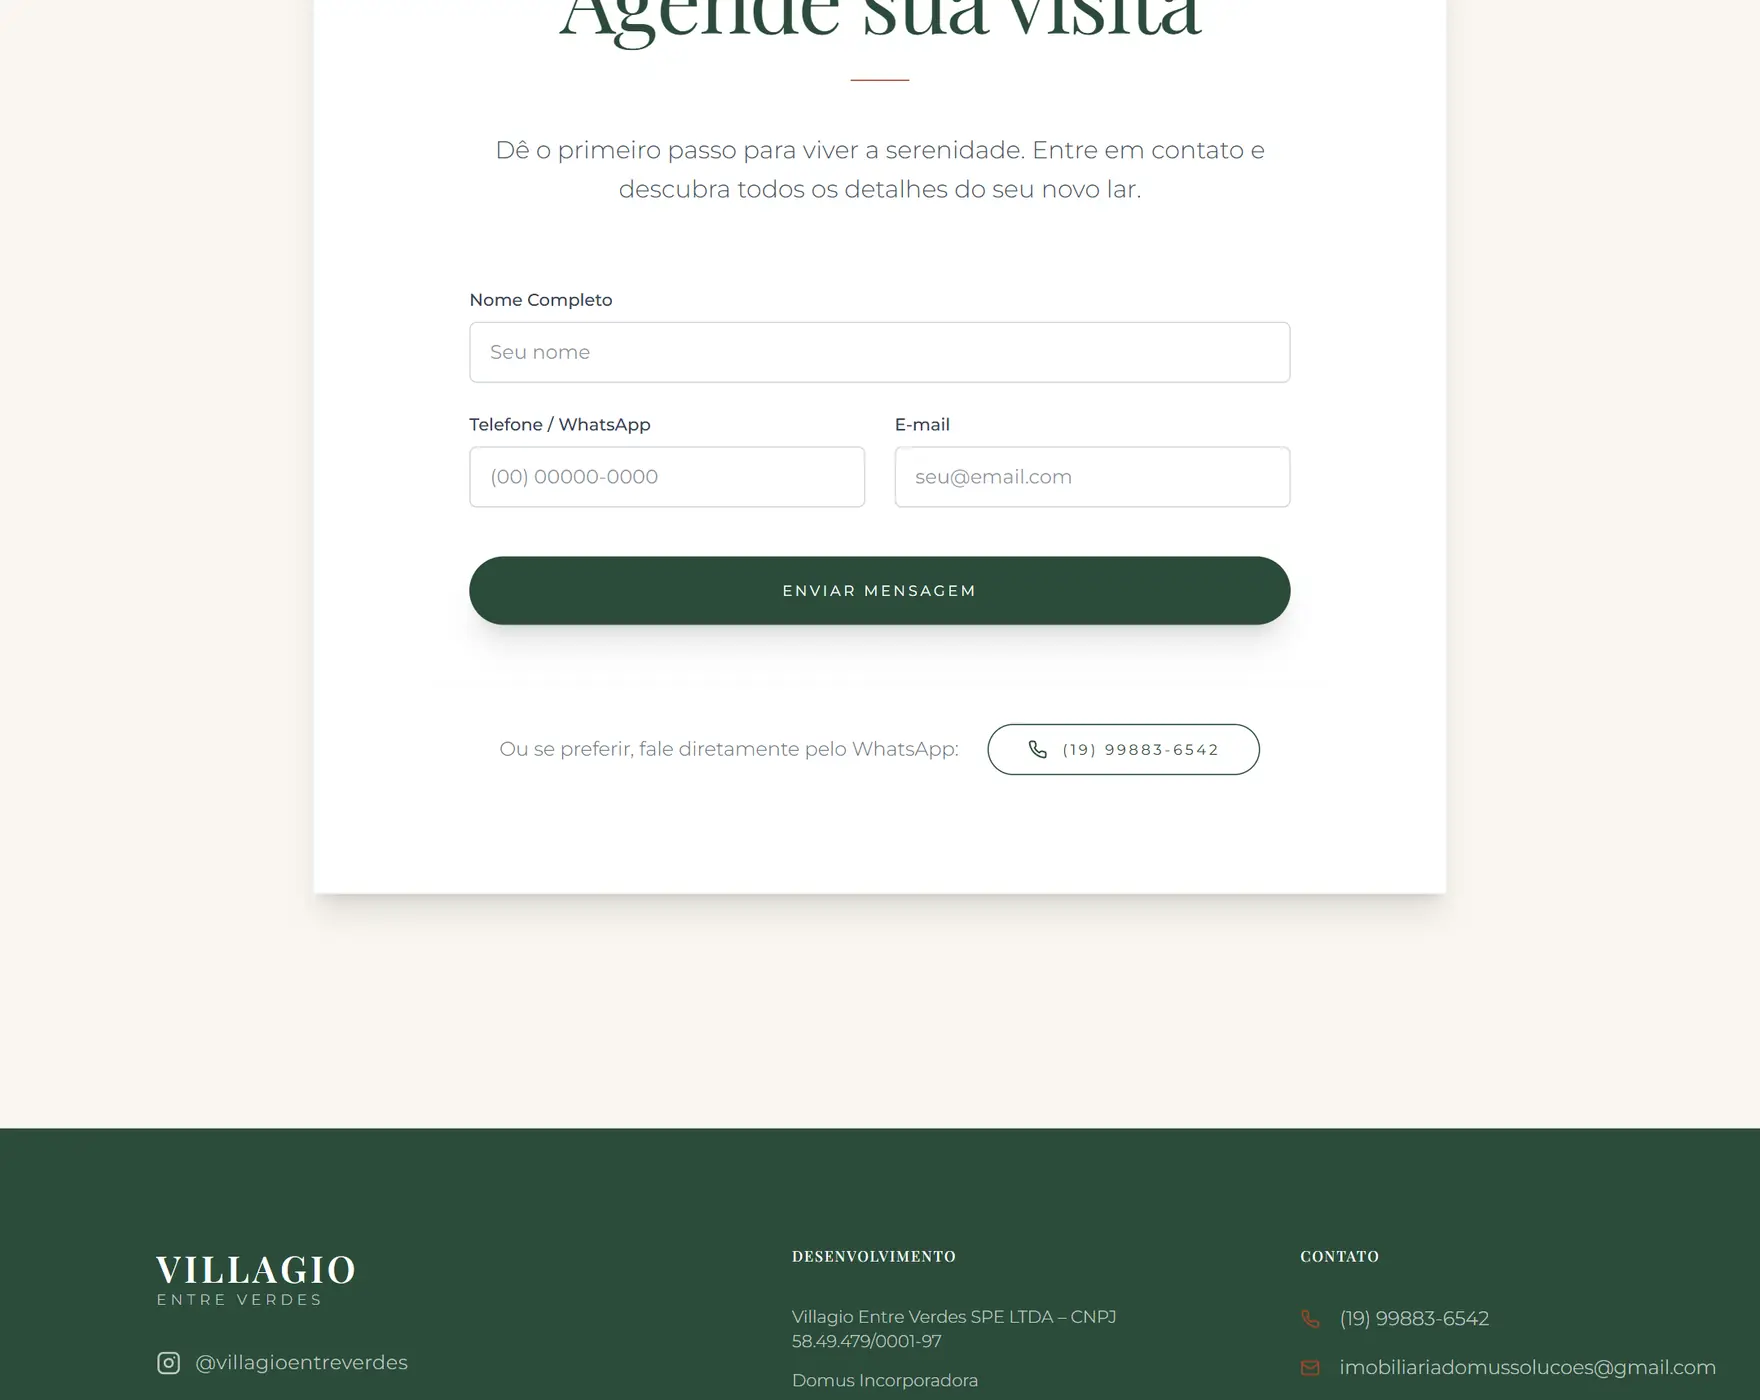 Agende sua visita
Dê o primeiro passo para viver a serenidade. Entre em contato e
descubra todos os detalhes do seu novo lar.
Nome Completo
Seu nome
Telefone / WhatsApp
(00) 00000-0000
E-mail
seu@email.com
ENVIAR MENSAGEM
Ou se preferir, fale diretamente pelo WhatsApp:
(19) 99883-6542
VILLAGIO
ENTRE VERDES
@villagioentreverdes
DESENVOLVIMENTO
Villagio Entre Verdes SPE LTDA – CNPJ
58.49.479/0001-97
Domus Incorporadora
CONTATO
(19) 99883-6542
imobiliariadomussolucoes@gmail.com